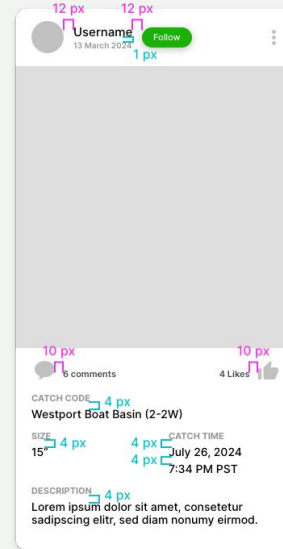 12 px 12 px
Username Follow
13 March 2024
1 px
10 px 10 px
6 comments 4 Likes
CATCH CODE
4 px
Westport Boat Basin (2-2W)
SIZE CATCH TIME
4 px 4 px
15” July 26, 2024
4 px
7:34 PM PST
DESCRIPTION
4 px
Lorem ipsum dolor sit amet, consetetur
sadipscing elitr, sed diam nonumy eirmod.